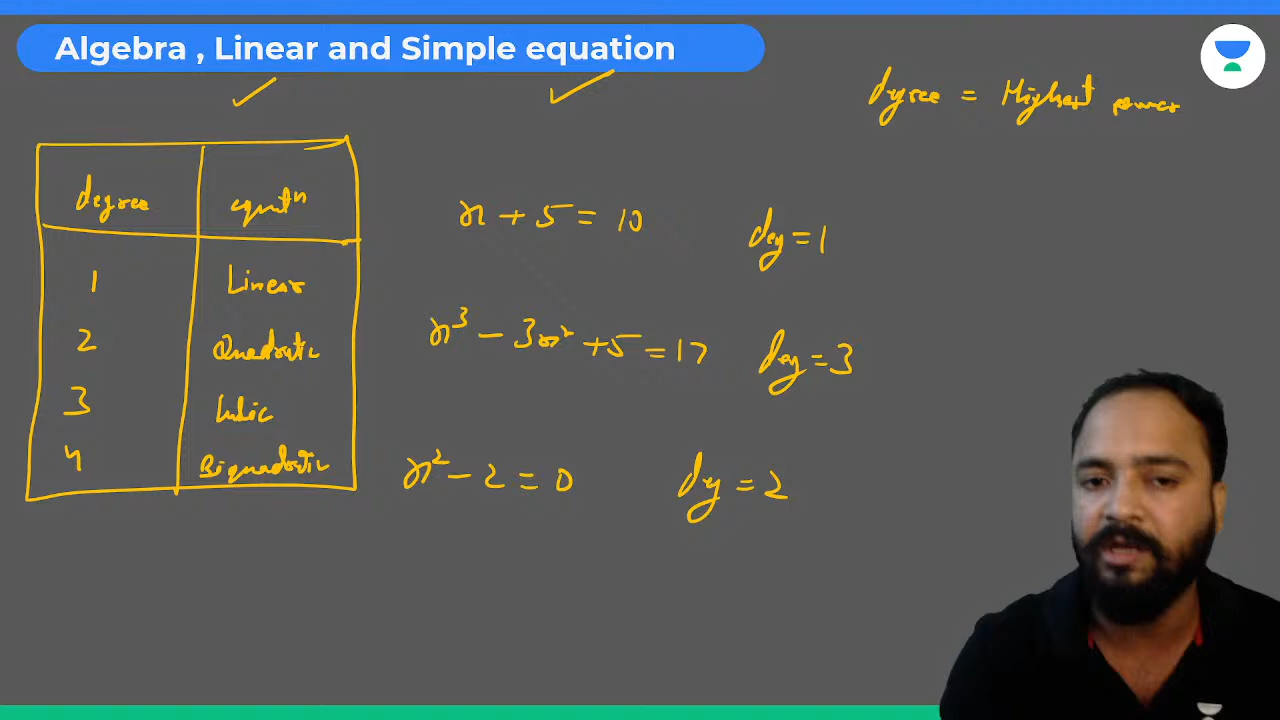 Algebra , Linear and Simple equation
degree = Highest power
degree equatⁿ
1 Linear
2 Quadratic
3 Cubic
4 Biquadratic
x + 5 = 10 deg = 1
x³ - 3x² + 5 = 17 deg = 3
x² - 2 = 0 deg = 2